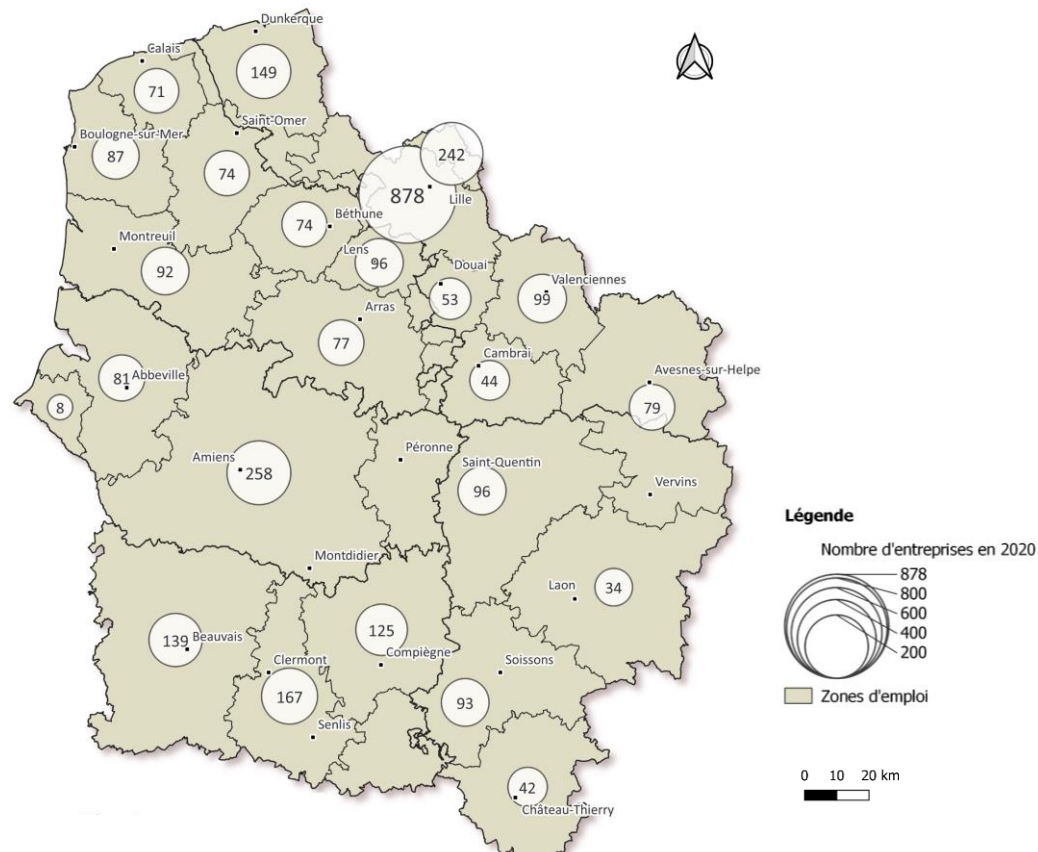 Dunkerque
Calais
149
71
Saint-Omer
Boulogne-sur-Mer
87
242
74
878
Lille
74
Béthune
Montreuil
Lens
96
92
Douai
Valenciennes
53
99
Arras
77
Cambrai
81
Abbeville
44
Avesnes-sur-Helpe
8
79
Amiens
258
Péronne
Saint-Quentin
96
Vervins
Montdidier
Laon
34
139
Beauvais
125
Compiègne
Clermont
Soissons
167
93
Senlis
42
Château-Thierry
Légende
Nombre d'entreprises en 2020
878
800
600
400
200
Zones d'emploi
0 10 20 km